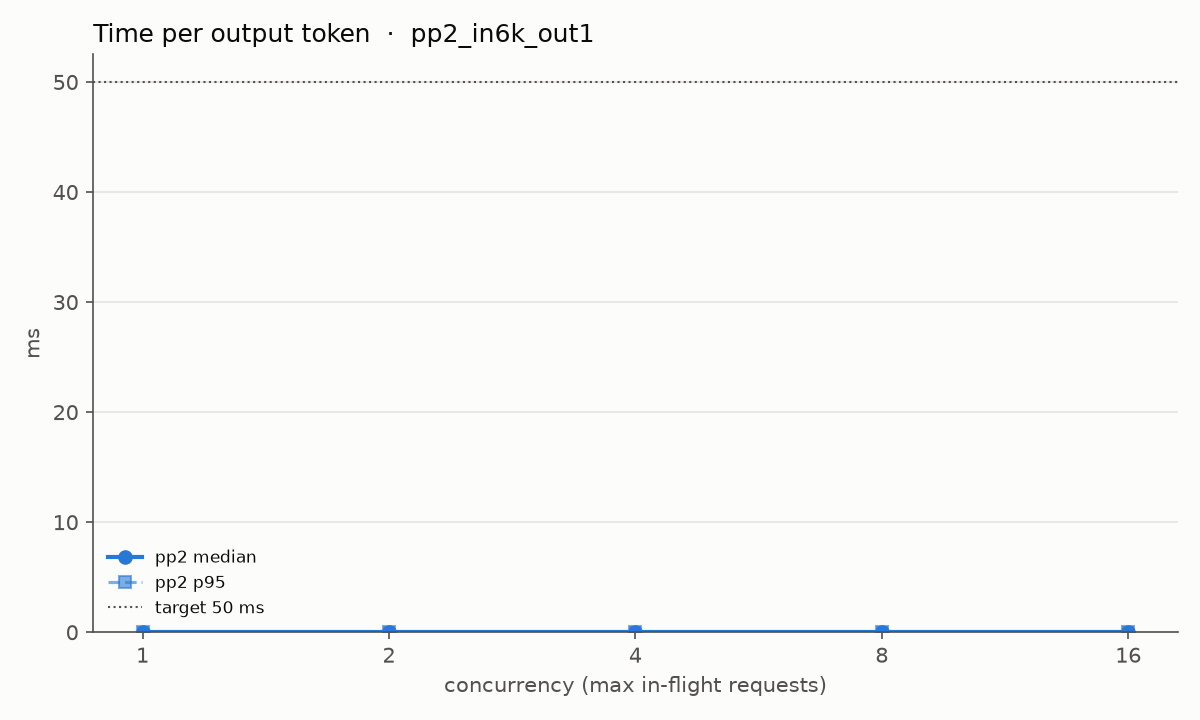 Time per output token · pp2_in6k_out1
50
40
30
20
10
0
ms
pp2 median
pp2 p95
target 50 ms
1 2 4 8 16
concurrency (max in-flight requests)